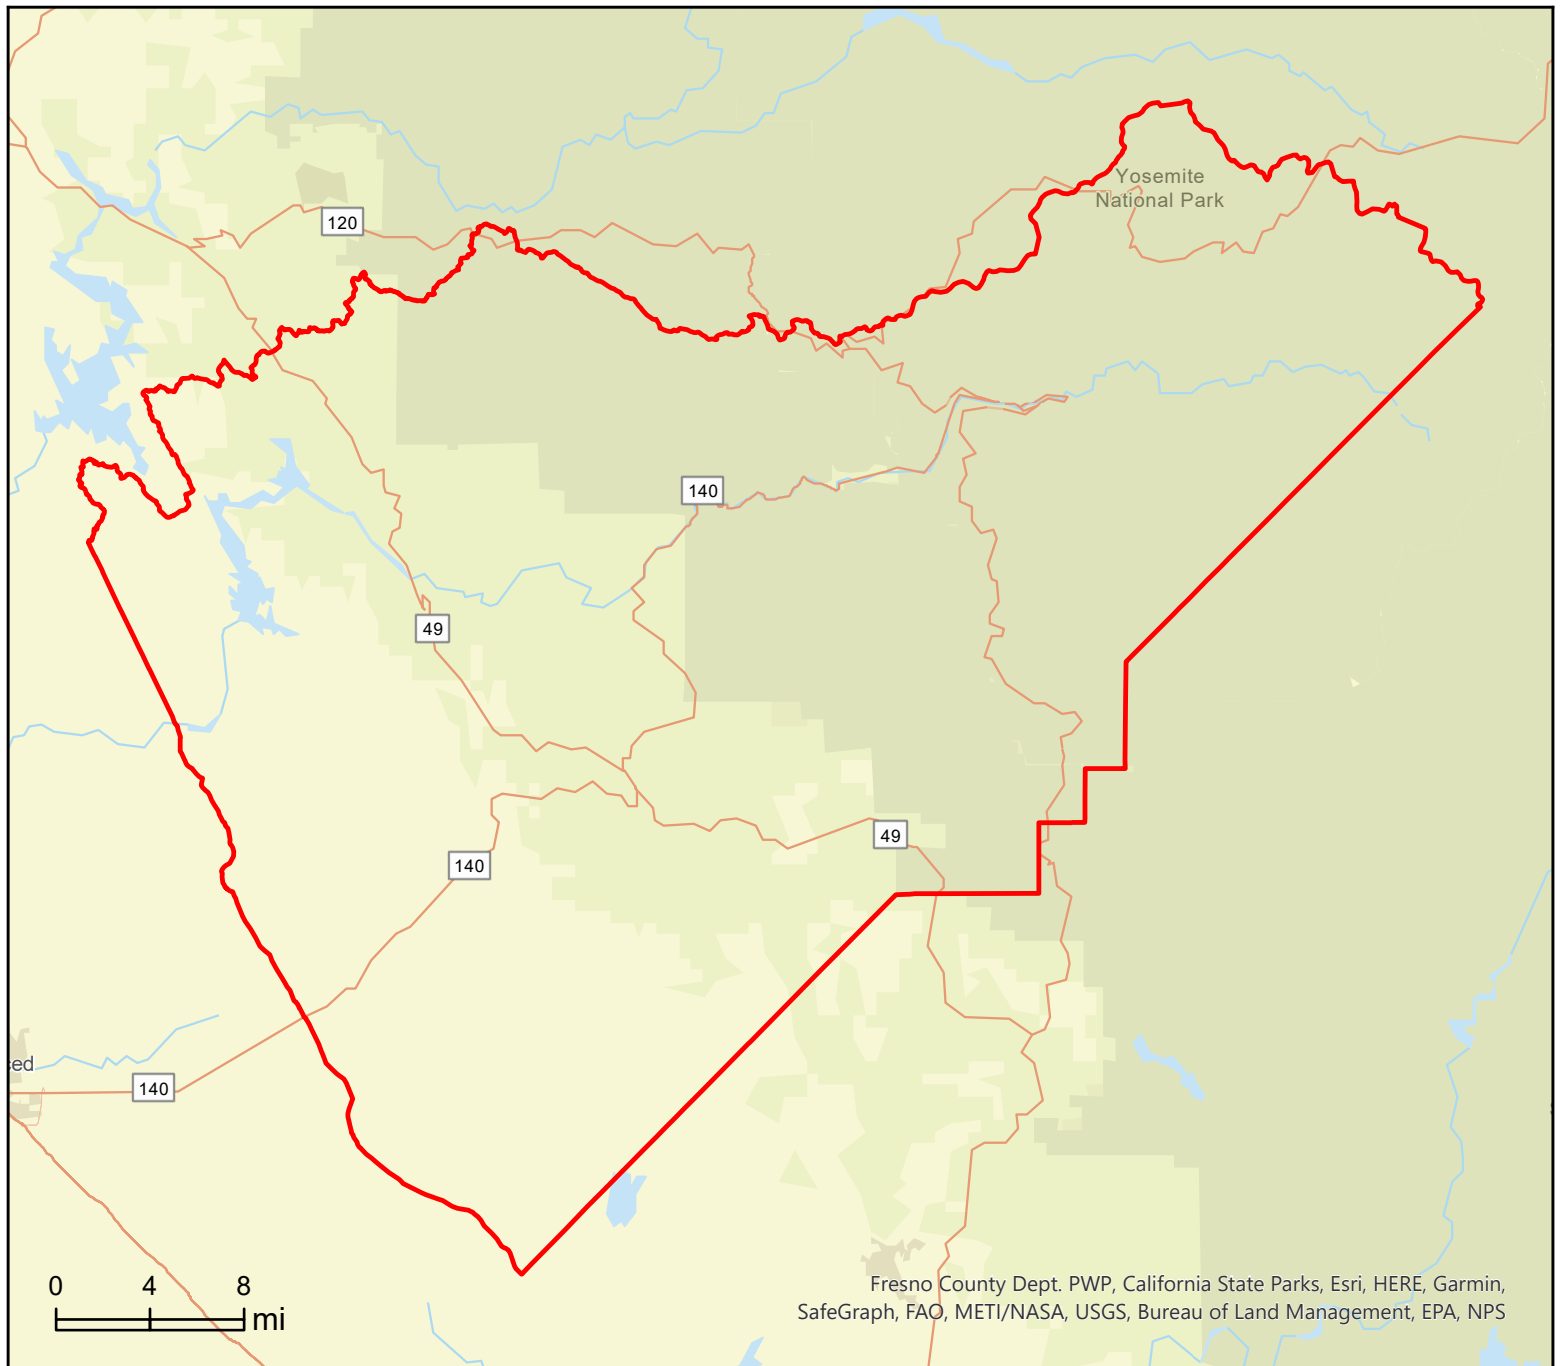 Yosemite
National Park
120
140
49
49
140
ced
140
0 4 8
mi
Fresno County Dept. PWP, California State Parks, Esri, HERE, Garmin,
SafeGraph, FAO, METI/NASA, USGS, Bureau of Land Management, EPA, NPS